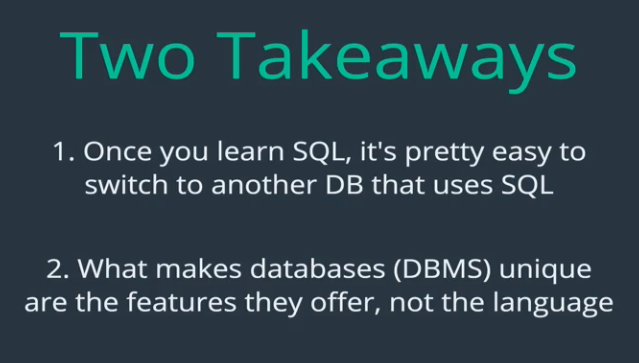 Two Takeaways
1. Once you learn SQL, it's pretty easy to
switch to another DB that uses SQL
2. What makes databases (DBMS) unique
are the features they offer, not the language